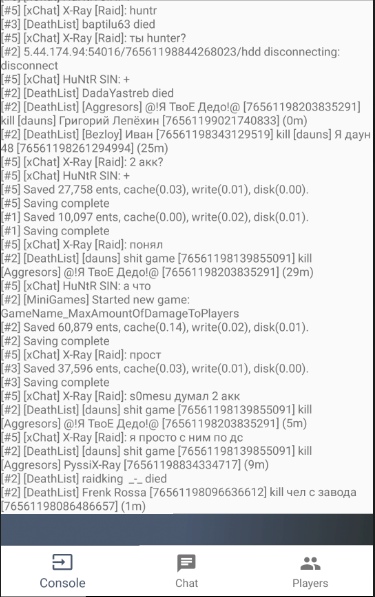 [#5] [xChat] X-Ray [Raid]: huntr
[#3] [DeathList] baptilu63 died
[#5] [xChat] X-Ray [Raid]: ты hunter?
[#2] 5.44.174.94:54016/76561198844268023/hdd disconnecting:
disconnect
[#5] [xChat] HuNtR SIN: +
[#2] [DeathList] DadaYastreb died
[#2] [DeathList] [Aggresors] @!Я ТвоЕ Дедо!@ [76561198203835291]
kill [dauns] Григорий Лепёхин [76561199021740833] (0m)
[#2] [DeathList] [Bezloy] Иван [76561198343129519] kill [dauns] Я даун
48 [76561198261294994] (25m)
[#5] [xChat] X-Ray [Raid]: 2 акк?
[#5] [xChat] HuNtR SIN: +
[#5] Saved 27,758 ents, cache(0.03), write(0.01), disk(0.00).
[#5] Saving complete
[#1] Saved 10,097 ents, cache(0.00), write(0.02), disk(0.01).
[#1] Saving complete
[#5] [xChat] X-Ray [Raid]: понял
[#2] [DeathList] [dauns] shit game [76561198139855091] kill
[Aggresors] @!Я ТвоЕ Дедо!@ [76561198203835291] (29m)
[#5] [xChat] HuNtR SIN: а что
[#2] [MiniGames] Started new game:
GameName_MaxAmountOfDamageToPlayers
[#2] Saved 60,879 ents, cache(0.14), write(0.02), disk(0.01).
[#2] Saving complete
[#5] [xChat] X-Ray [Raid]: прост
[#3] Saved 37,596 ents, cache(0.03), write(0.01), disk(0.00).
[#3] Saving complete
[#5] [xChat] X-Ray [Raid]: s0mesu думал 2 акк
[#2] [DeathList] [dauns] shit game [76561198139855091] kill
[Aggresors] @!Я ТвоЕ Дедо!@ [76561198203835291] (5m)
[#5] [xChat] X-Ray [Raid]: я просто с ним по дс
[#2] [DeathList] [dauns] shit game [76561198139855091] kill
[Aggresors] PyssiX-Ray [76561198834334717] (9m)
[#2] [DeathList] raidking _-_ died
[#2] [DeathList] Frenk Rossa [76561198096636612] kill чел с завода
[76561198086486657] (1m)
Console
Chat
Players